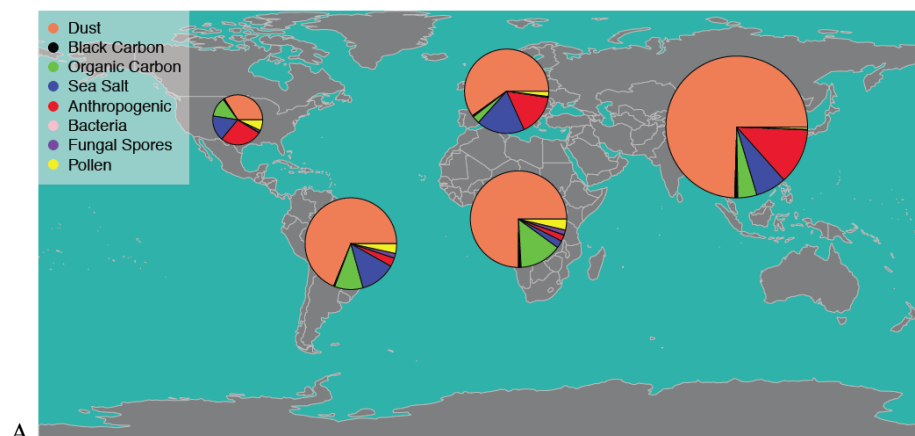 Dust
Black Carbon
Organic Carbon
Sea Salt
Anthropogenic
Bacteria
Fungal Spores
Pollen
A